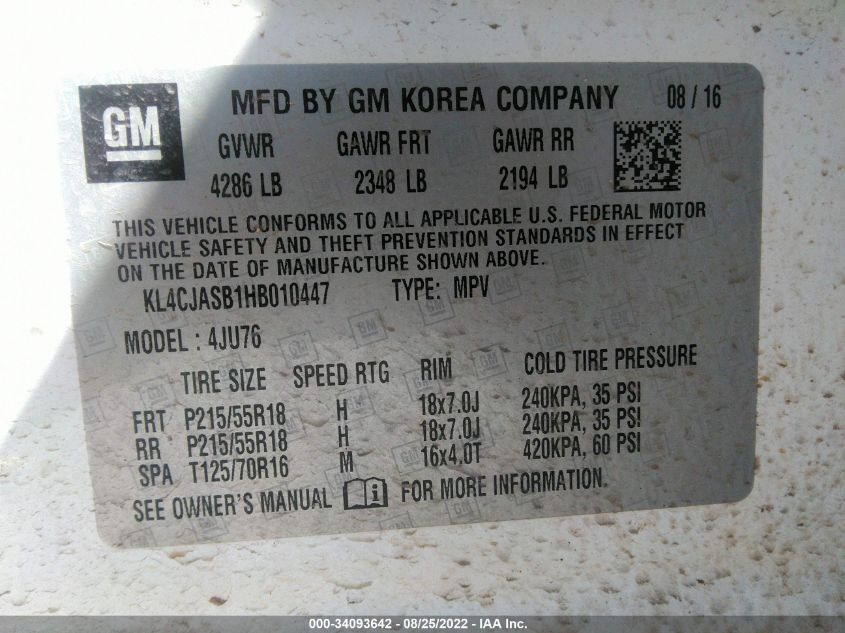 GM
MFD BY GM KOREA COMPANY 08 / 16
GVWR GAWR FRT GAWR RR
4286 LB 2348 LB 2194 LB
THIS VEHICLE CONFORMS TO ALL APPLICABLE U.S. FEDERAL MOTOR
VEHICLE SAFETY AND THEFT PREVENTION STANDARDS IN EFFECT
ON THE DATE OF MANUFACTURE SHOWN ABOVE.
KL4CJASB1HB010447 TYPE: MPV
MODEL : 4JU76
TIRE SIZE SPEED RTG RIM COLD TIRE PRESSURE
FRT P215/55R18 H 18x7.0J 240KPA, 35 PSI
RR P215/55R18 H 18x7.0J 240KPA, 35 PSI
SPA T125/70R16 M 16x4.0T 420KPA, 60 PSI
SEE OWNER'S MANUAL i FOR MORE INFORMATION.
000-34093642 - 08/25/2022 - IAA Inc.